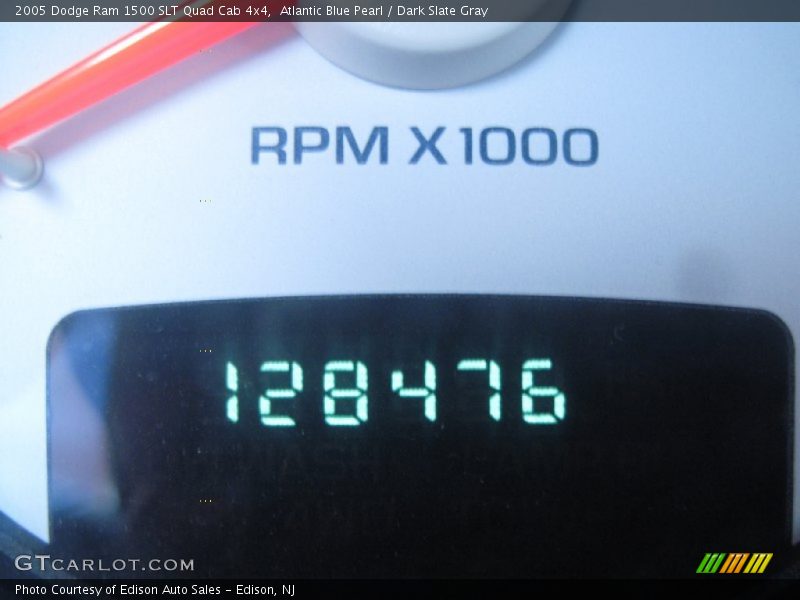 2005 Dodge Ram 1500 SLT Quad Cab 4x4, Atlantic Blue Pearl / Dark Slate Gray
RPM X1000
128476
GTCARLOT.COM
Photo Courtesy of Edison Auto Sales - Edison, NJ